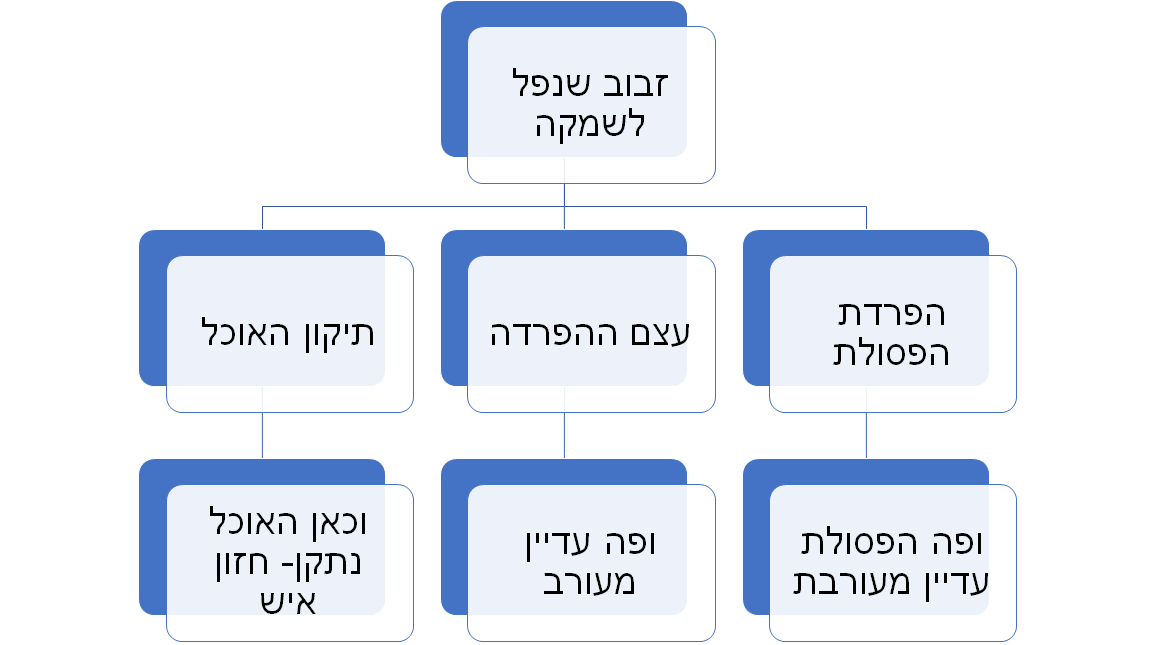 זבוב שנפל
לשמקה
הפרדת
הפסולת
עצם ההפרדה
תיקון האוכל
ופה הפסולת
עדיין מעורבת
ופה עדיין
מעורב
וכאן האוכל
נתקן- חזון
איש